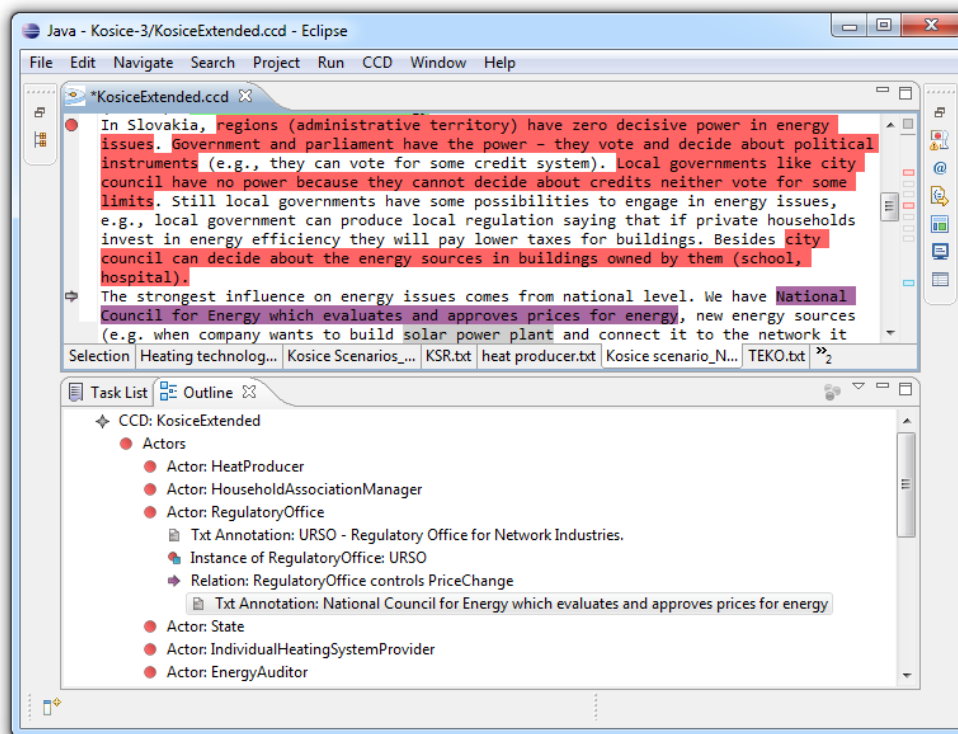 Java - Kosice-3/KosiceExtended.ccd - Eclipse
File Edit Navigate Search Project Run CCD Window Help
*KosiceExtended.ccd
In Slovakia, regions (administrative territory) have zero decisive power in energy
issues. Government and parliament have the power – they vote and decide about political
instruments (e.g., they can vote for some credit system). Local governments like city
council have no power because they cannot decide about credits neither vote for some
limits. Still local governments have some possibilities to engage in energy issues,
e.g., local government can produce local regulation saying that if private households
invest in energy efficiency they will pay lower taxes for buildings. Besides city
council can decide about the energy sources in buildings owned by them (school,
hospital).
The strongest influence on energy issues comes from national level. We have National
Council for Energy which evaluates and approves prices for energy, new energy sources
(e.g. when company wants to build solar power plant and connect it to the network it
Selection Heating technolog... Kosice Scenarios_... KSR.txt heat producer.txt Kosice scenario_N... TEKO.txt »2
Task List Outline
CCD: KosiceExtended
Actors
Actor: HeatProducer
Actor: HouseholdAssociationManager
Actor: RegulatoryOffice
Txt Annotation: URSO - Regulatory Office for Network Industries.
Instance of RegulatoryOffice: URSO
Relation: RegulatoryOffice controls PriceChange
Txt Annotation: National Council for Energy which evaluates and approves prices for energy
Actor: State
Actor: IndividualHeatingSystemProvider
Actor: EnergyAuditor